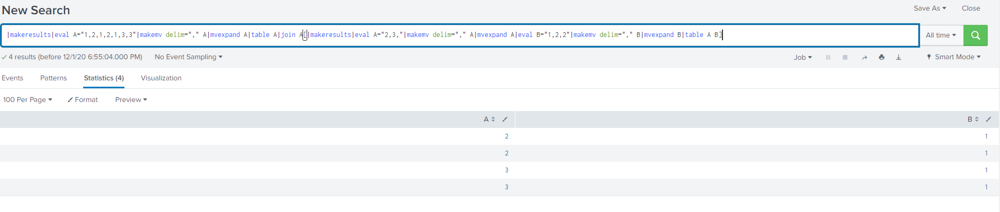 New Search
Save As Close
|makeresults|eval A="1,2,1,2,1,3,3"|makemv delim="," A|mvexpand A|table A|join A[|makeresults|eval A="2,3,"|makemv delim="," A|mvexpand A|eval B="1,2,2"|makemv delim="," B|mvexpand B|table A B]
All time
4 results (before 12/1/20 6:55:04.000 PM) No Event Sampling Job Smart Mode
Events Patterns Statistics (4) Visualization
100 Per Page Format Preview
A B
2 1
2 1
3 1
3 1